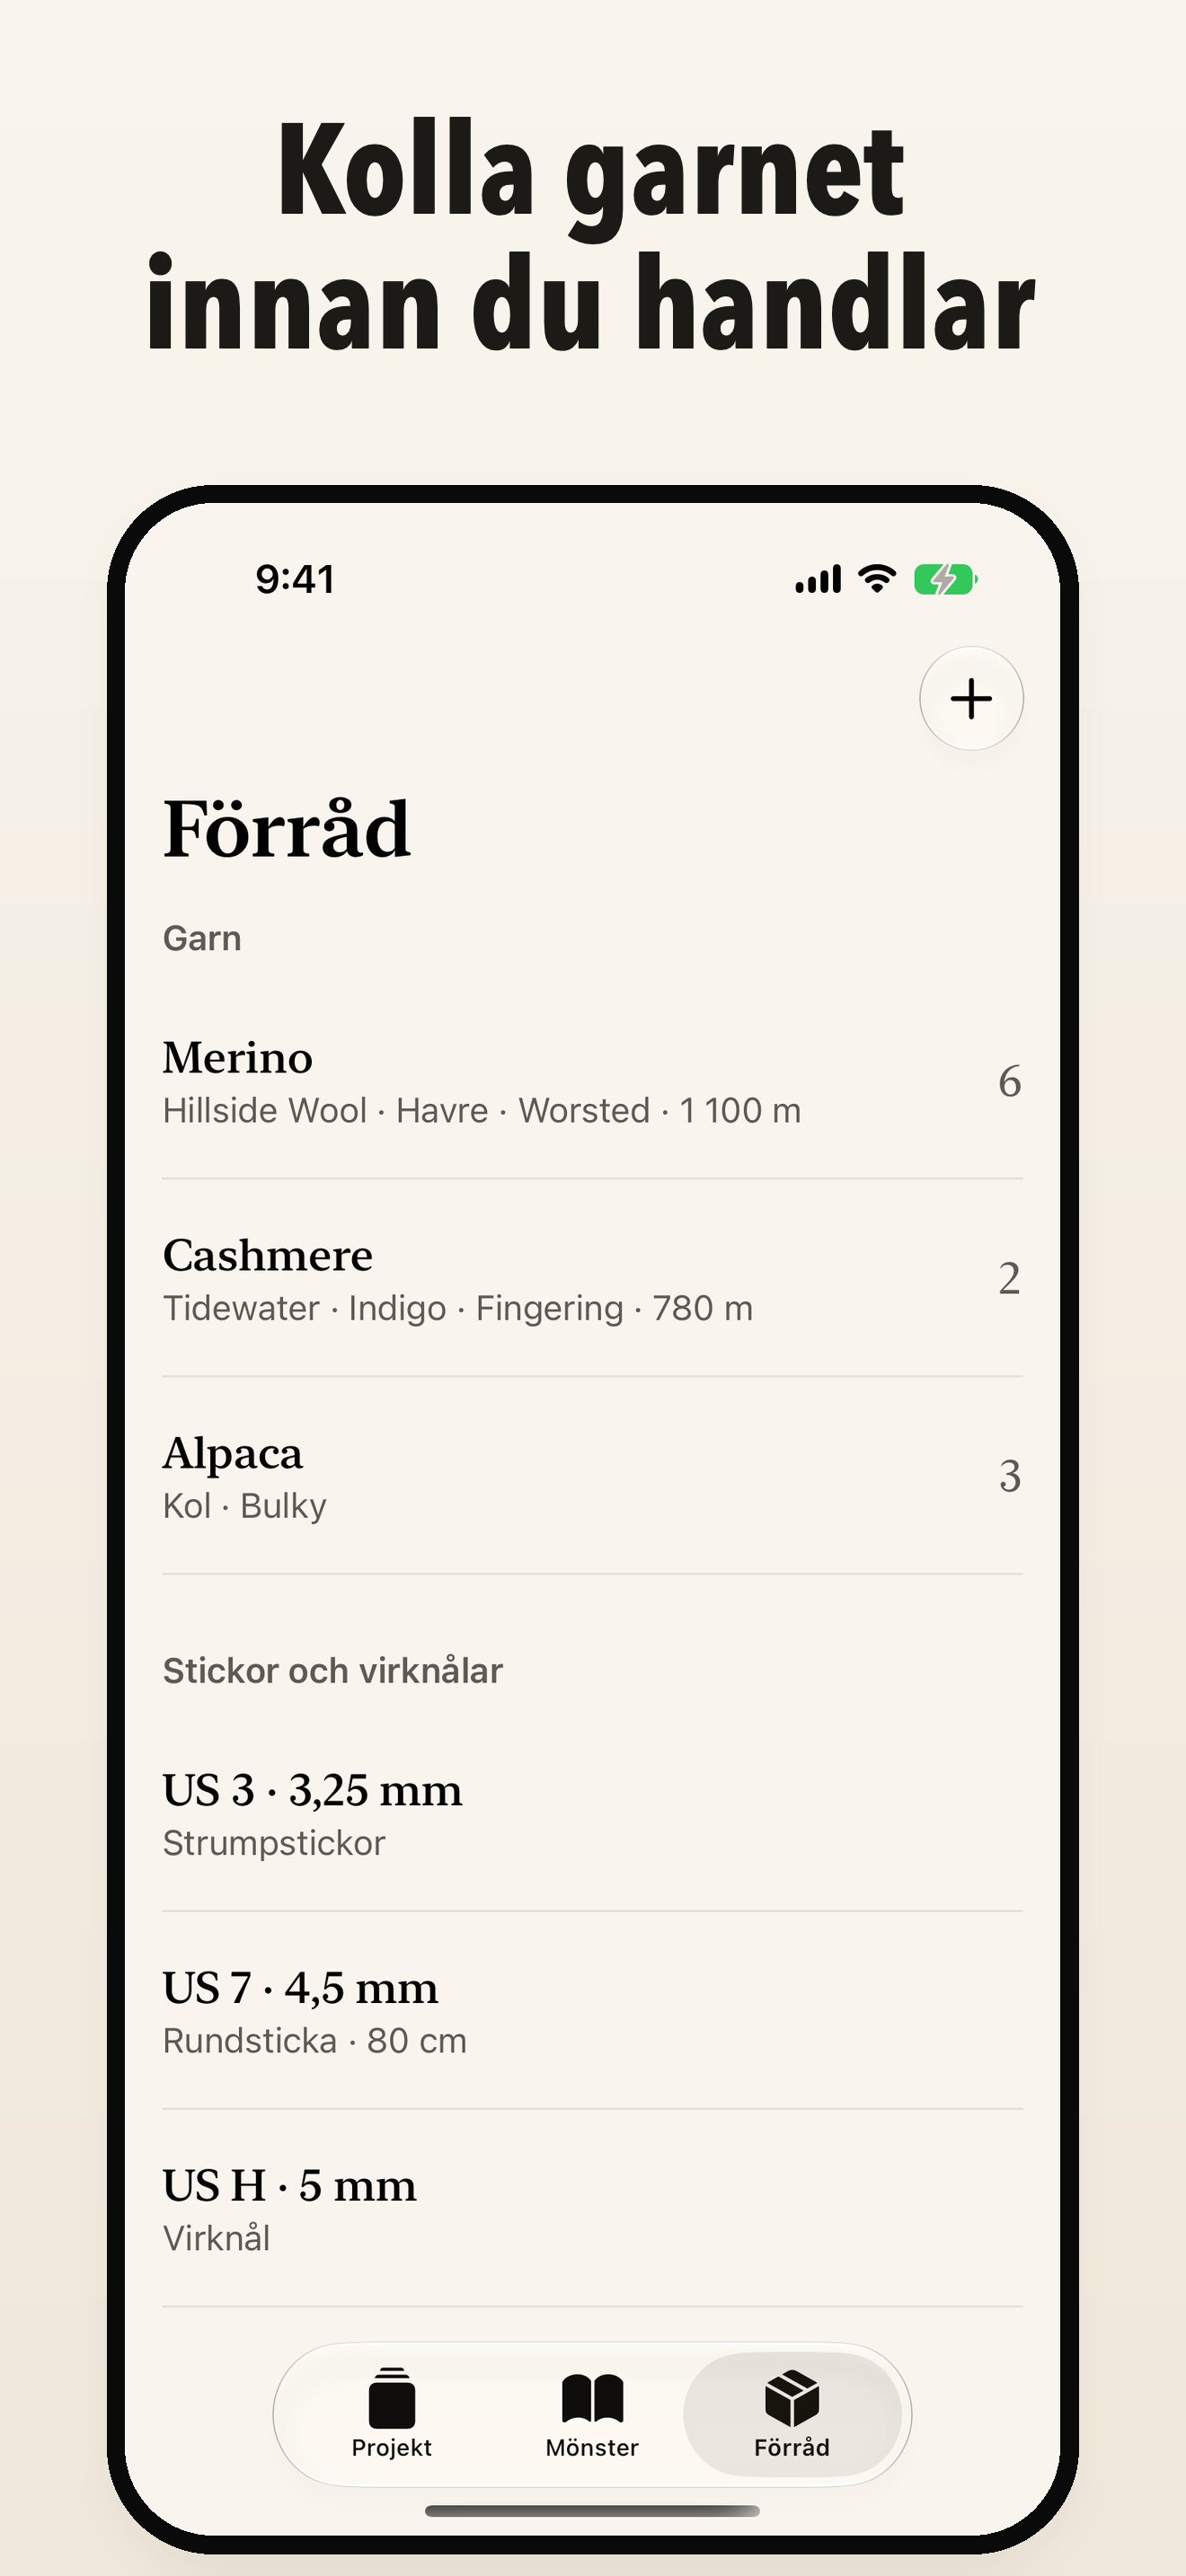 Kolla garnet
innan du handlar
9:41
Förråd
Garn
Merino
Hillside Wool · Havre · Worsted · 1 100 m
6
Cashmere
Tidewater · Indigo · Fingering · 780 m
2
Alpaca
Kol · Bulky
3
Stickor och virknålar
US 3 · 3,25 mm
Strumpstickor
US 7 · 4,5 mm
Rundsticka · 80 cm
US H · 5 mm
Virknål
Projekt
Mönster
Förråd